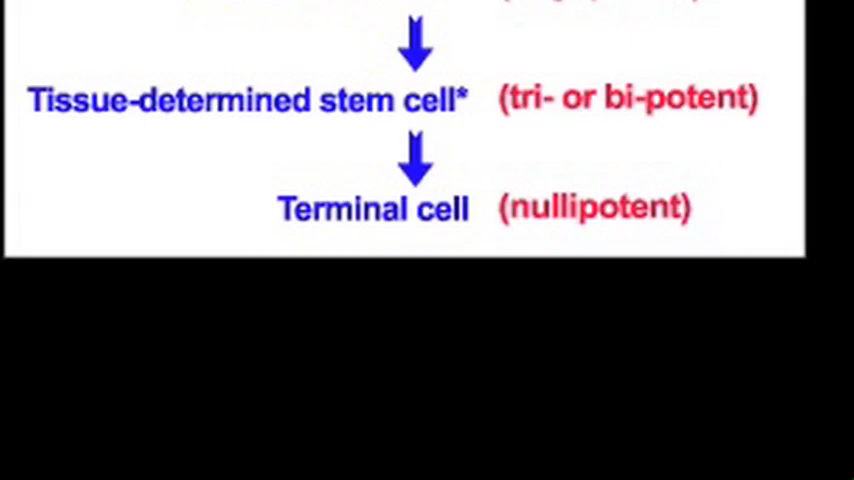 Tissue-determined stem cell* (tri- or bi-potent)
Terminal cell (nullipotent)